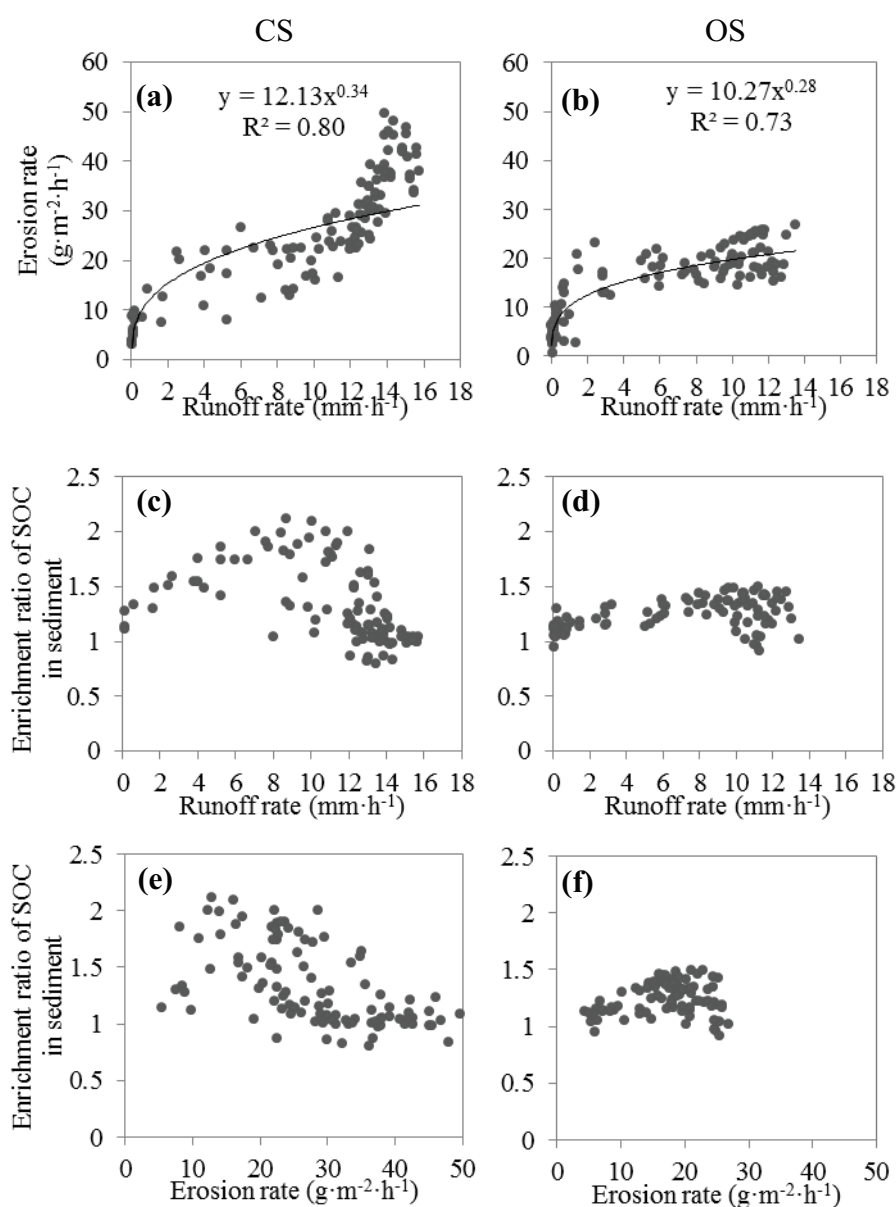 CS
OS
60
50
40
30
20
10
0
Erosion rate
(g·m⁻²·h⁻¹)
(a)
y = 12.13x^0.34
R² = 0.80
0 2 4 6 8 10 12 14 16 18
Runoff rate (mm·h⁻¹)
60
50
40
30
20
10
0
(b)
y = 10.27x^0.28
R² = 0.73
0 2 4 6 8 10 12 14 16 18
Runoff rate (mm·h⁻¹)
2.5
2
1.5
1
0.5
0
Enrichment ratio of SOC
in sediment
(c)
0 2 4 6 8 10 12 14 16 18
Runoff rate (mm·h⁻¹)
2.5
2
1.5
1
0.5
0
(d)
0 2 4 6 8 10 12 14 16 18
Runoff rate (mm·h⁻¹)
2.5
2
1.5
1
0.5
0
Enrichment ratio of SOC
in sediment
(e)
0 10 20 30 40 50
Erosion rate (g·m⁻²·h⁻¹)
2.5
2
1.5
1
0.5
0
(f)
0 10 20 30 40 50
Erosion rate (g·m⁻²·h⁻¹)